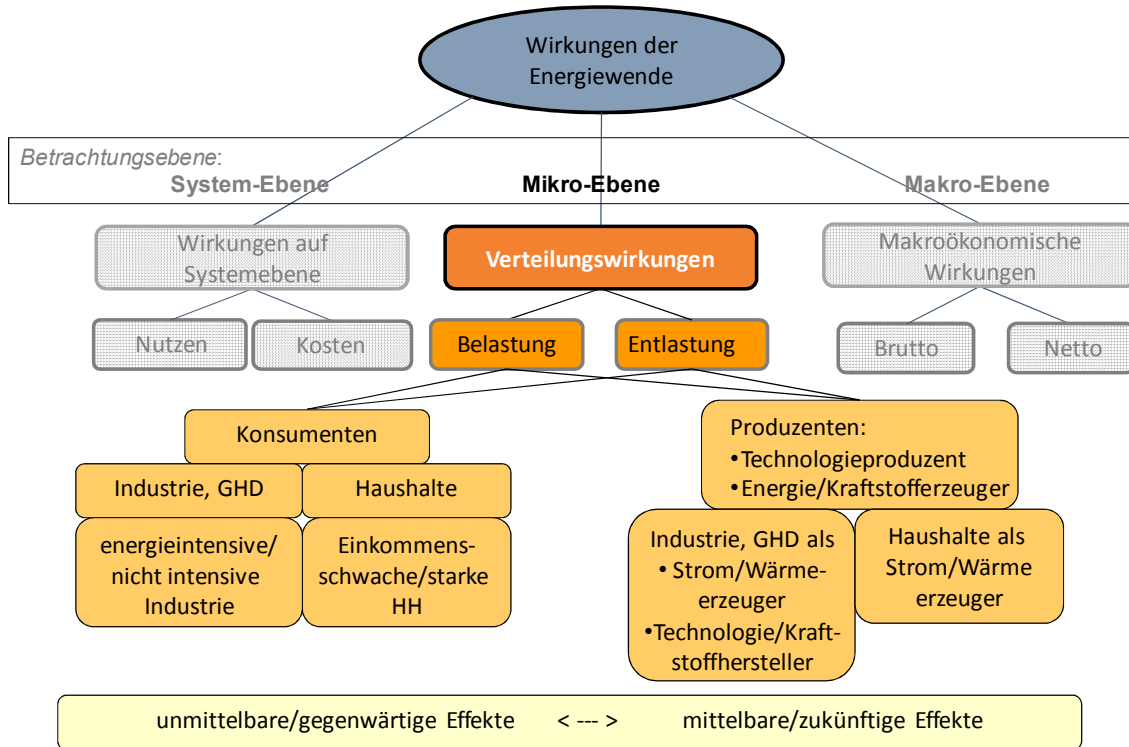 Wirkungen der
Energiewende
Betrachtungsebene:
System-Ebene
Mikro-Ebene
Makro-Ebene
Wirkungen auf
Systemebene
Verteilungswirkungen
Makroökonomische
Wirkungen
Nutzen
Kosten
Belastung
Entlastung
Brutto
Netto
Konsumenten
Industrie, GHD
Haushalte
energieintensive/
nicht intensive
Industrie
Einkommens-
schwache/starke
HH
Produzenten:
•Technologieproduzent
•Energie/Kraftstofferzeuger
Industrie, GHD als
• Strom/Wärme-
erzeuger
•Technologie/Kraft-
stoffhersteller
Haushalte als
Strom/Wärme
erzeuger
unmittelbare/gegenwärtige Effekte < --- > mittelbare/zukünftige Effekte